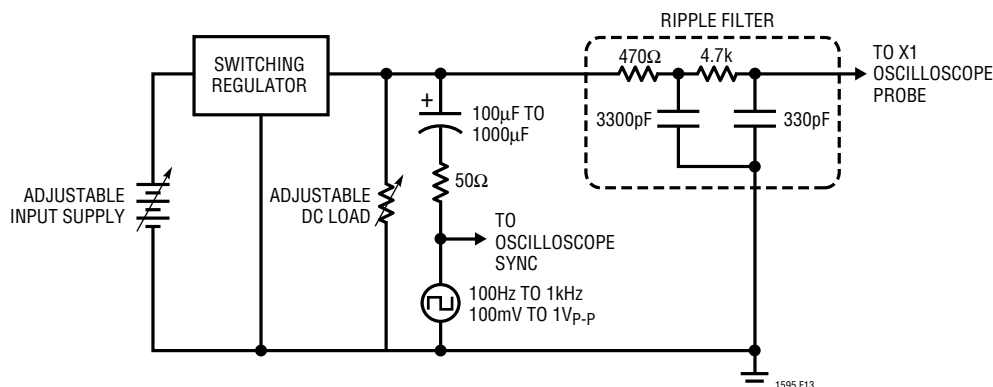 RIPPLE FILTER
SWITCHING
REGULATOR
470Ω
4.7k
TO X1
OSCILLOSCOPE
PROBE
+
100µF TO
1000µF
3300pF
330pF
50Ω
ADJUSTABLE
INPUT SUPPLY
ADJUSTABLE
DC LOAD
TO
OSCILLOSCOPE
SYNC
100Hz TO 1kHz
100mV TO 1VP-P
1595 F13